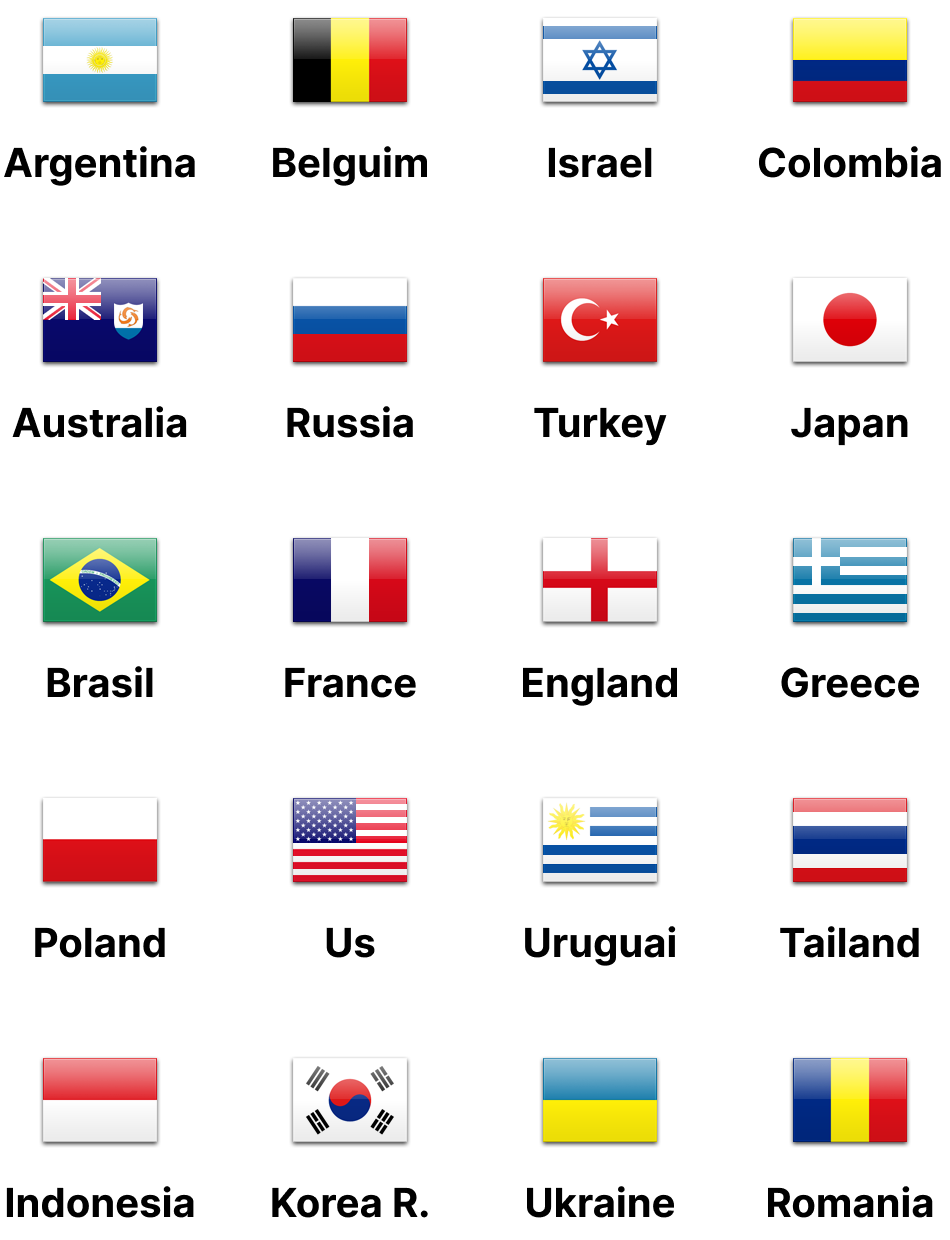 Argentina
Belguim
Israel
Colombia
Australia
Russia
Turkey
Japan
Brasil
France
England
Greece
Poland
Us
Uruguai
Tailand
Indonesia
Korea R.
Ukraine
Romania